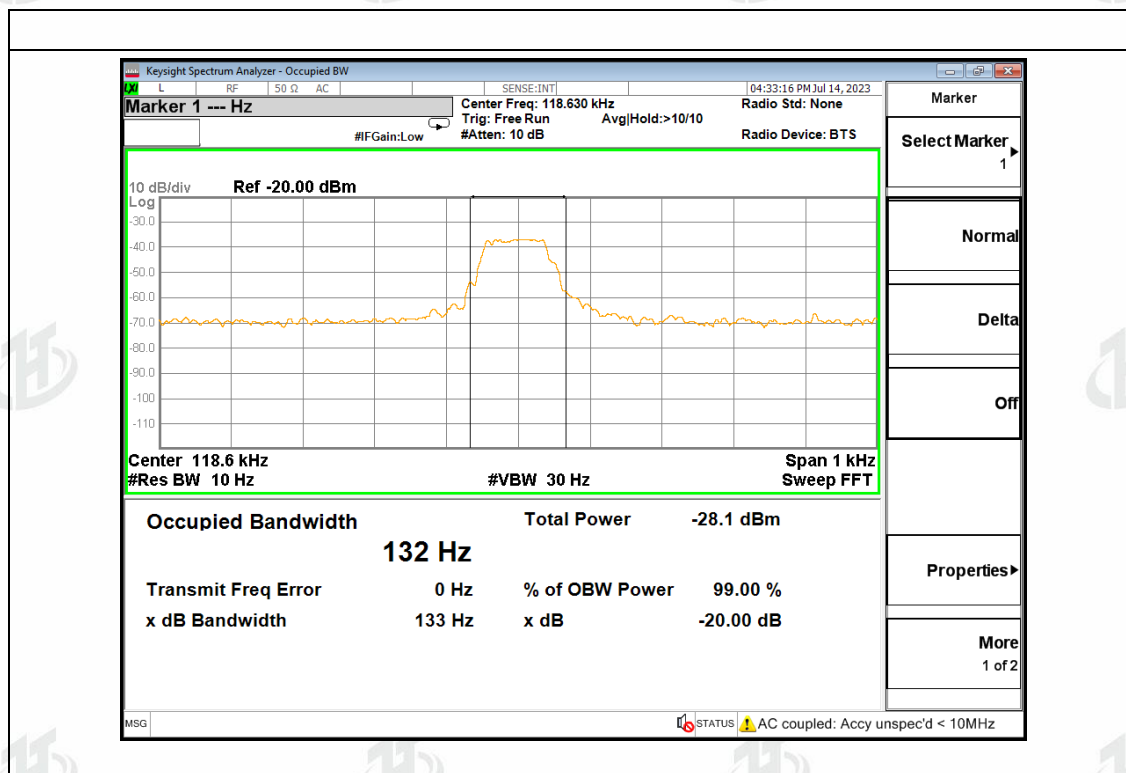 Keysight Spectrum Analyzer - Occupied BW
LXI L RF 50 Ω AC SENSE:INT 04:33:16 PM Jul 14, 2023
Marker 1 --- Hz
Center Freq: 118.630 kHz Radio Std: None
Trig: Free Run Avg|Hold:>10/10
#IFGain:Low #Atten: 10 dB Radio Device: BTS
10 dB/div Ref -20.00 dBm
Log
-30.0
-40.0
-50.0
-60.0
-70.0
-80.0
-90.0
-100
-110
Center 118.6 kHz Span 1 kHz
#Res BW 10 Hz #VBW 30 Hz Sweep FFT
Occupied Bandwidth Total Power -28.1 dBm
132 Hz
Transmit Freq Error 0 Hz % of OBW Power 99.00 %
x dB Bandwidth 133 Hz x dB -20.00 dB
MSG STATUS AC coupled: Accy unspec'd < 10MHz
Marker
Select Marker
1
Normal
Delta
Off
Properties
More
1 of 2